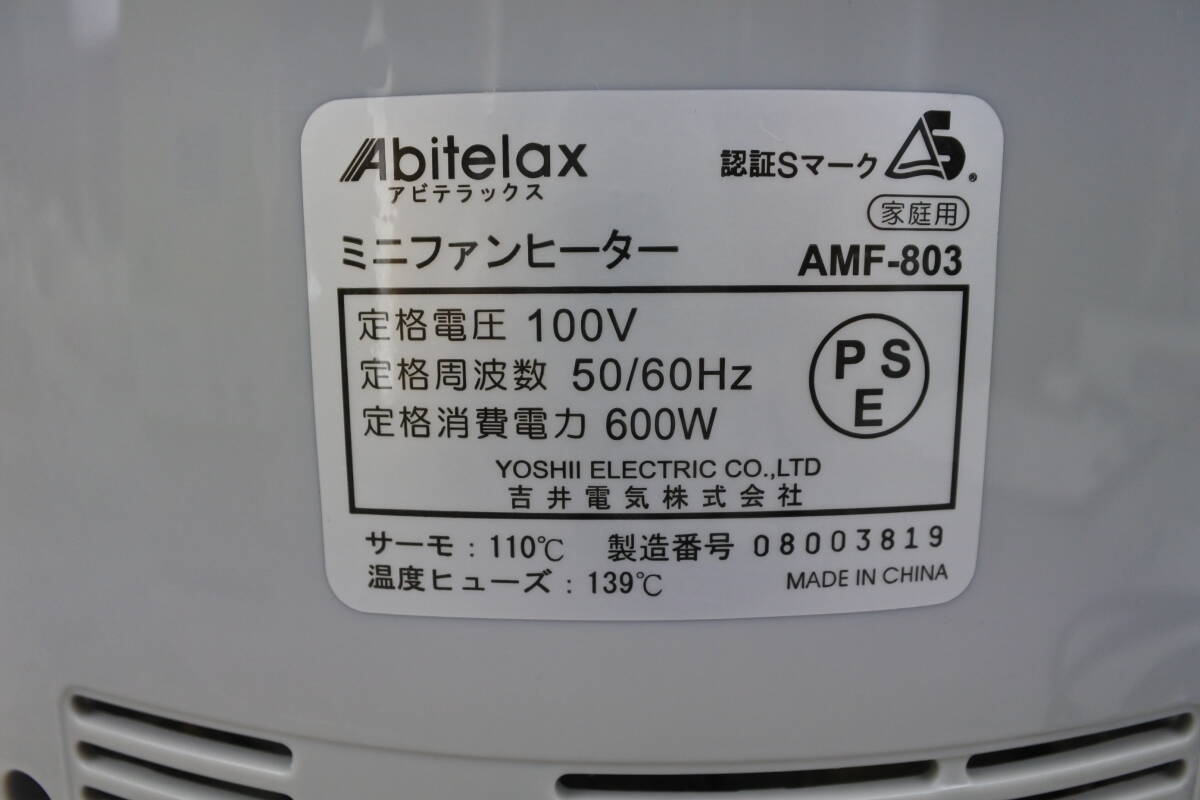 Abitelax
アビテラックス
認証Sマーク S ®
家庭用
ミニファンヒーター AMF-803
定格電圧 100V
定格周波数 50/60Hz
定格消費電力 600W
PS
E
YOSHII ELECTRIC CO.,LTD
吉井電気株式会社
サーモ : 110℃ 製造番号 08003819
温度ヒューズ : 139℃ MADE IN CHINA